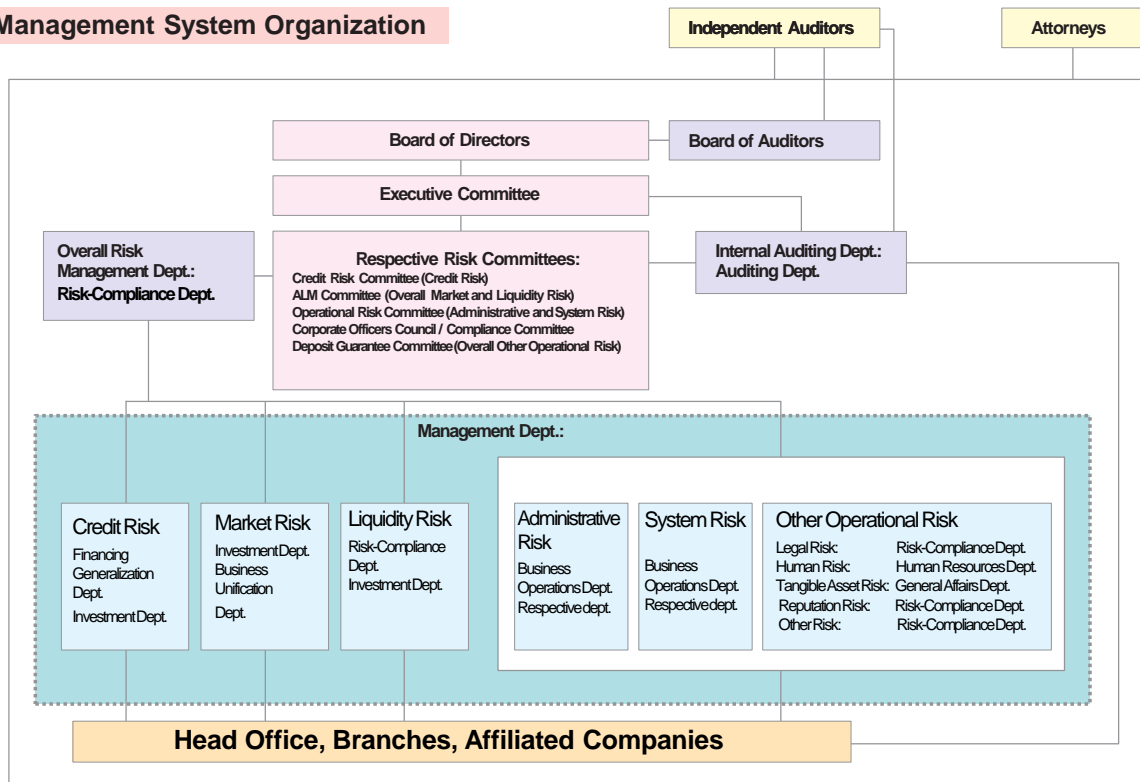 Management System Organization
Independent Auditors
Attorneys
Board of Directors
Board of Auditors
Executive Committee
Overall Risk
Management Dept.:
Risk-Compliance Dept.
Respective Risk Committees:
Credit Risk Committee (Credit Risk)
ALM Committee (Overall Market and Liquidity Risk)
Operational Risk Committee (Administrative and System Risk)
Corporate Officers Council / Compliance Committee
Deposit Guarantee Committee (Overall Other Operational Risk)
Internal Auditing Dept.:
Auditing Dept.
Management Dept.:
Credit Risk
Financing
Generalization
Dept.
Investment Dept.
Market Risk
Investment Dept.
Business
Unification
Dept.
Liquidity Risk
Risk-Compliance
Dept.
Investment Dept.
Administrative
Risk
Business
Operations Dept.
Respective dept.
System Risk
Business
Operations Dept.
Respective dept.
Other Operational Risk
Legal Risk: Risk-Compliance Dept.
Human Risk: Human Resources Dept.
Tangible Asset Risk: General Affairs Dept.
Reputation Risk: Risk-Compliance Dept.
Other Risk: Risk-Compliance Dept.
Head Office, Branches, Affiliated Companies